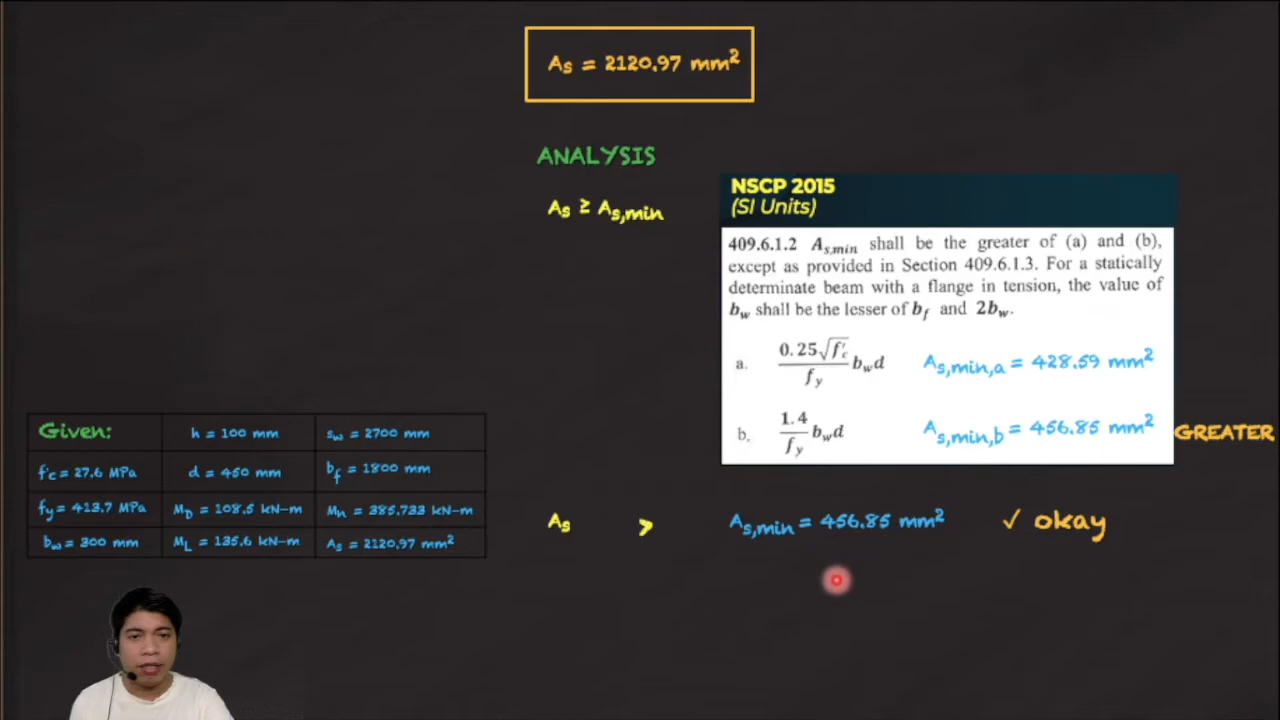 As = 2120.97 mm²
ANALYSIS
As ≥ As,min
NSCP 2015
(SI Units)
409.6.1.2 As,min shall be the greater of (a) and (b),
except as provided in Section 409.6.1.3. For a statically
determinate beam with a flange in tension, the value of
bw shall be the lesser of bf and 2bw.
a. 0.25√f'c / fy bwd As,min,a = 428.59 mm²
b. 1.4 / fy bwd As,min,b = 456.85 mm² GREATER
Given: h = 100 mm sw = 2700 mm
f'c = 27.6 MPa d = 450 mm bf = 1800 mm
fy = 413.7 MPa MD = 108.5 kN-m Mn = 385.733 kN-m
bw = 300 mm ML = 135.6 kN-m As = 2120.97 mm²
As > As,min = 456.85 mm² ✓ okay